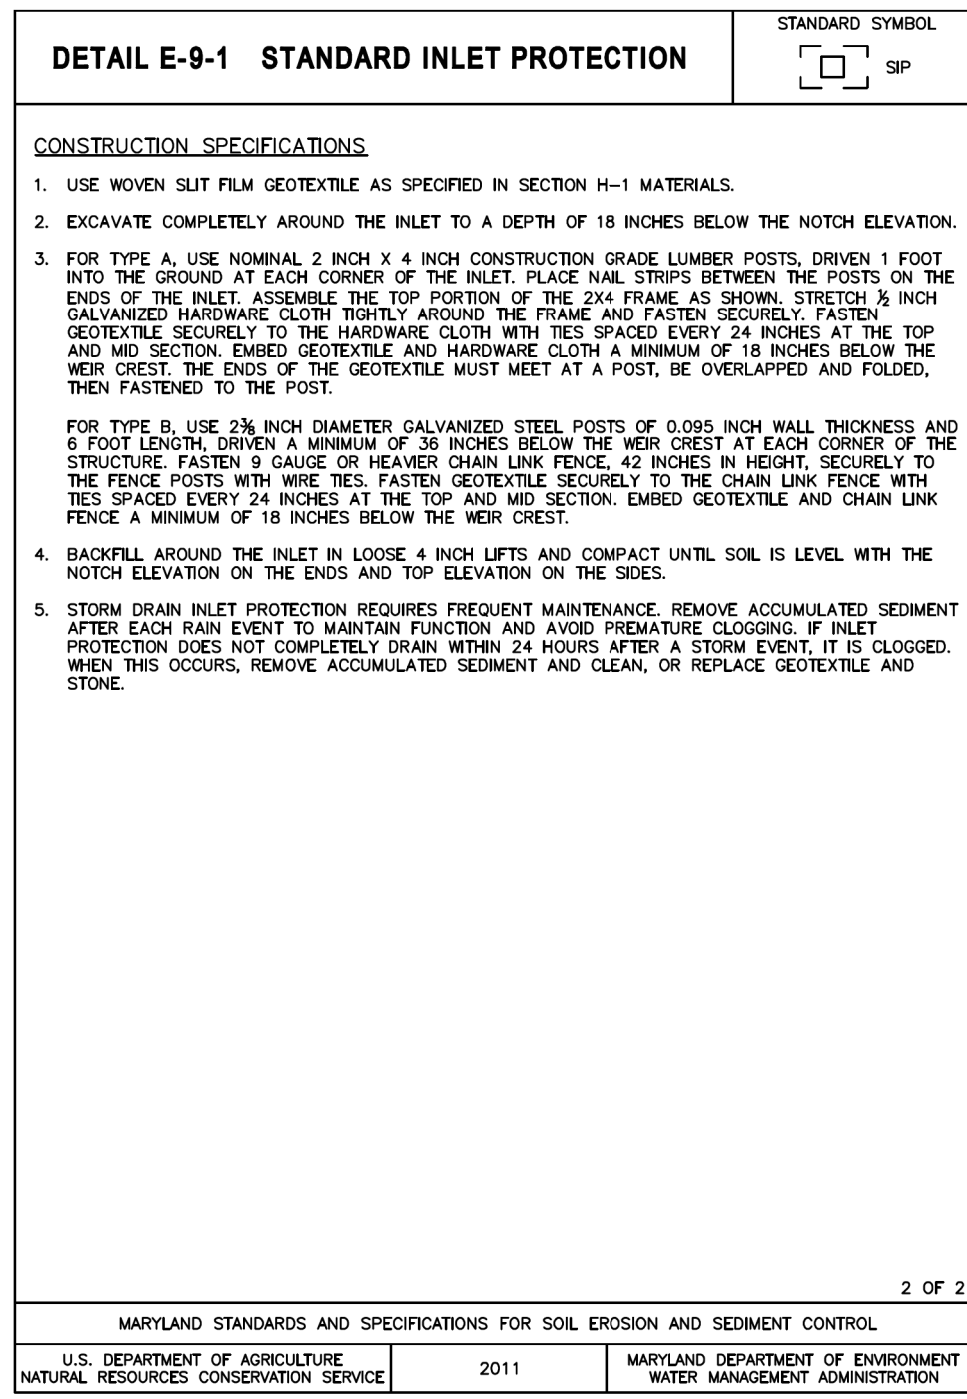 DETAIL E-9-1 STANDARD INLET PROTECTION
STANDARD SYMBOL
SIP
CONSTRUCTION SPECIFICATIONS
1. USE WOVEN SLIT FILM GEOTEXTILE AS SPECIFIED IN SECTION H-1 MATERIALS.
2. EXCAVATE COMPLETELY AROUND THE INLET TO A DEPTH OF 18 INCHES BELOW THE NOTCH ELEVATION.
3. FOR TYPE A, USE NOMINAL 2 INCH X 4 INCH CONSTRUCTION GRADE LUMBER POSTS, DRIVEN 1 FOOT
INTO THE GROUND AT EACH CORNER OF THE INLET. PLACE NAIL STRIPS BETWEEN THE POSTS ON THE
ENDS OF THE INLET. ASSEMBLE THE TOP PORTION OF THE 2X4 FRAME AS SHOWN. STRETCH ½ INCH
GALVANIZED HARDWARE CLOTH TIGHTLY AROUND THE FRAME AND FASTEN SECURELY. FASTEN
GEOTEXTILE SECURELY TO THE HARDWARE CLOTH WITH TIES SPACED EVERY 24 INCHES AT THE TOP
AND MID SECTION. EMBED GEOTEXTILE AND HARDWARE CLOTH A MINIMUM OF 18 INCHES BELOW THE
WEIR CREST. THE ENDS OF THE GEOTEXTILE MUST MEET AT A POST, BE OVERLAPPED AND FOLDED,
THEN FASTENED TO THE POST.
FOR TYPE B, USE 2⅜ INCH DIAMETER GALVANIZED STEEL POSTS OF 0.095 INCH WALL THICKNESS AND
6 FOOT LENGTH, DRIVEN A MINIMUM OF 36 INCHES BELOW THE WEIR CREST AT EACH CORNER OF THE
STRUCTURE. FASTEN 9 GAUGE OR HEAVIER CHAIN LINK FENCE, 42 INCHES IN HEIGHT, SECURELY TO
THE FENCE POSTS WITH WIRE TIES. FASTEN GEOTEXTILE SECURELY TO THE CHAIN LINK FENCE WITH
TIES SPACED EVERY 24 INCHES AT THE TOP AND MID SECTION. EMBED GEOTEXTILE AND CHAIN LINK
FENCE A MINIMUM OF 18 INCHES BELOW THE WEIR CREST.
4. BACKFILL AROUND THE INLET IN LOOSE 4 INCH LIFTS AND COMPACT UNTIL SOIL IS LEVEL WITH THE
NOTCH ELEVATION ON THE ENDS AND TOP ELEVATION ON THE SIDES.
5. STORM DRAIN INLET PROTECTION REQUIRES FREQUENT MAINTENANCE. REMOVE ACCUMULATED SEDIMENT
AFTER EACH RAIN EVENT TO MAINTAIN FUNCTION AND AVOID PREMATURE CLOGGING. IF INLET
PROTECTION DOES NOT COMPLETELY DRAIN WITHIN 24 HOURS AFTER A STORM EVENT, IT IS CLOGGED.
WHEN THIS OCCURS, REMOVE ACCUMULATED SEDIMENT AND CLEAN, OR REPLACE GEOTEXTILE AND
STONE.
2 OF 2
MARYLAND STANDARDS AND SPECIFICATIONS FOR SOIL EROSION AND SEDIMENT CONTROL
U.S. DEPARTMENT OF AGRICULTURE
NATURAL RESOURCES CONSERVATION SERVICE
2011
MARYLAND DEPARTMENT OF ENVIRONMENT
WATER MANAGEMENT ADMINISTRATION